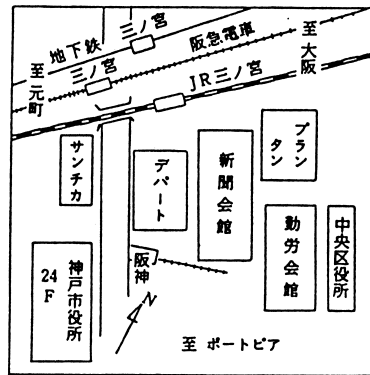 地下鉄
三ノ宮
阪急電車
至大阪
至元町
三ノ宮
JR三ノ宮
サンチカ
デパート
新聞会館
プランタン
神戸市役所
24F
阪神
勤労会館
中央区役所
N
至 ポートピア